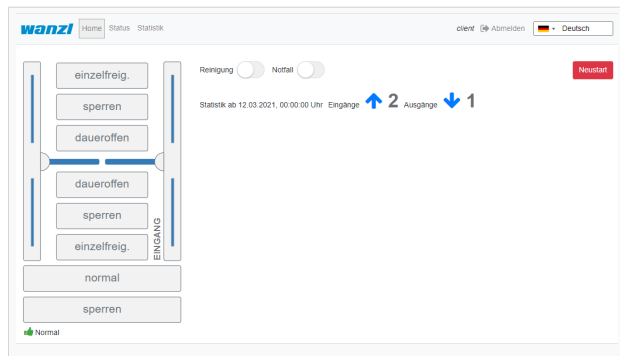 wanzl Home Status Statistik client Abmelden Deutsch
Reinigung Notfall Neustart
Statistik ab 12.03.2021, 00:00:00 Uhr Eingänge 2 Ausgänge 1
einzelfreig.
sperren
daueroffen
daueroffen
sperren
einzelfreig.
EINGANG
normal
sperren
Normal